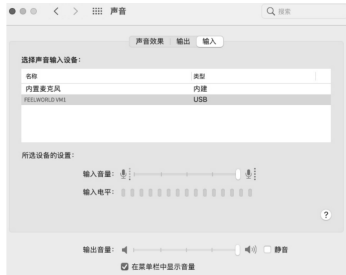 声音
搜索
声音效果 输出 输入
选择声音输入设备：
名称 类型
内置麦克风 内建
FEELWORLD VM1 USB
所选设备的设置：
输入音量：
输入电平：
?
输出音量： 静音
在菜单栏中显示音量